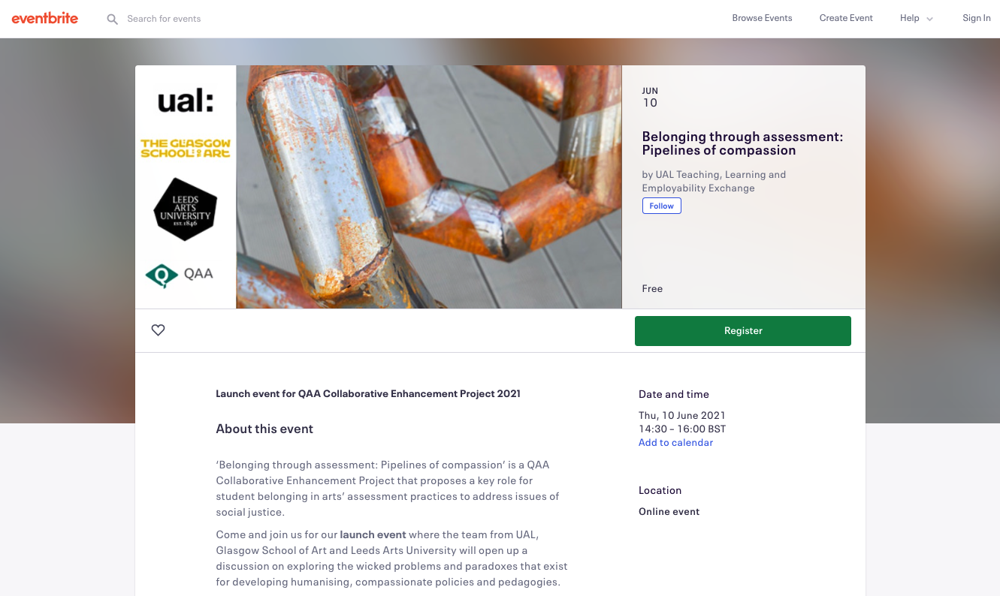 eventbrite
Search for events
Browse Events
Create Event
Help
Sign In
ual:
THE GLASGOW
SCHOOL OF ART
LEEDS
ARTS
UNIVERSITY
EST. 1846
QAA
JUN
10
Belonging through assessment:
Pipelines of compassion
by UAL Teaching, Learning and
Employability Exchange
Follow
Free
Register
Launch event for QAA Collaborative Enhancement Project 2021
About this event
‘Belonging through assessment: Pipelines of compassion’ is a QAA
Collaborative Enhancement Project that proposes a key role for
student belonging in arts’ assessment practices to address issues of
social justice.
Come and join us for our launch event where the team from UAL,
Glasgow School of Art and Leeds Arts University will open up a
discussion on exploring the wicked problems and paradoxes that exist
for developing humanising, compassionate policies and pedagogies.
Date and time
Thu, 10 June 2021
14:30 – 16:00 BST
Add to calendar
Location
Online event